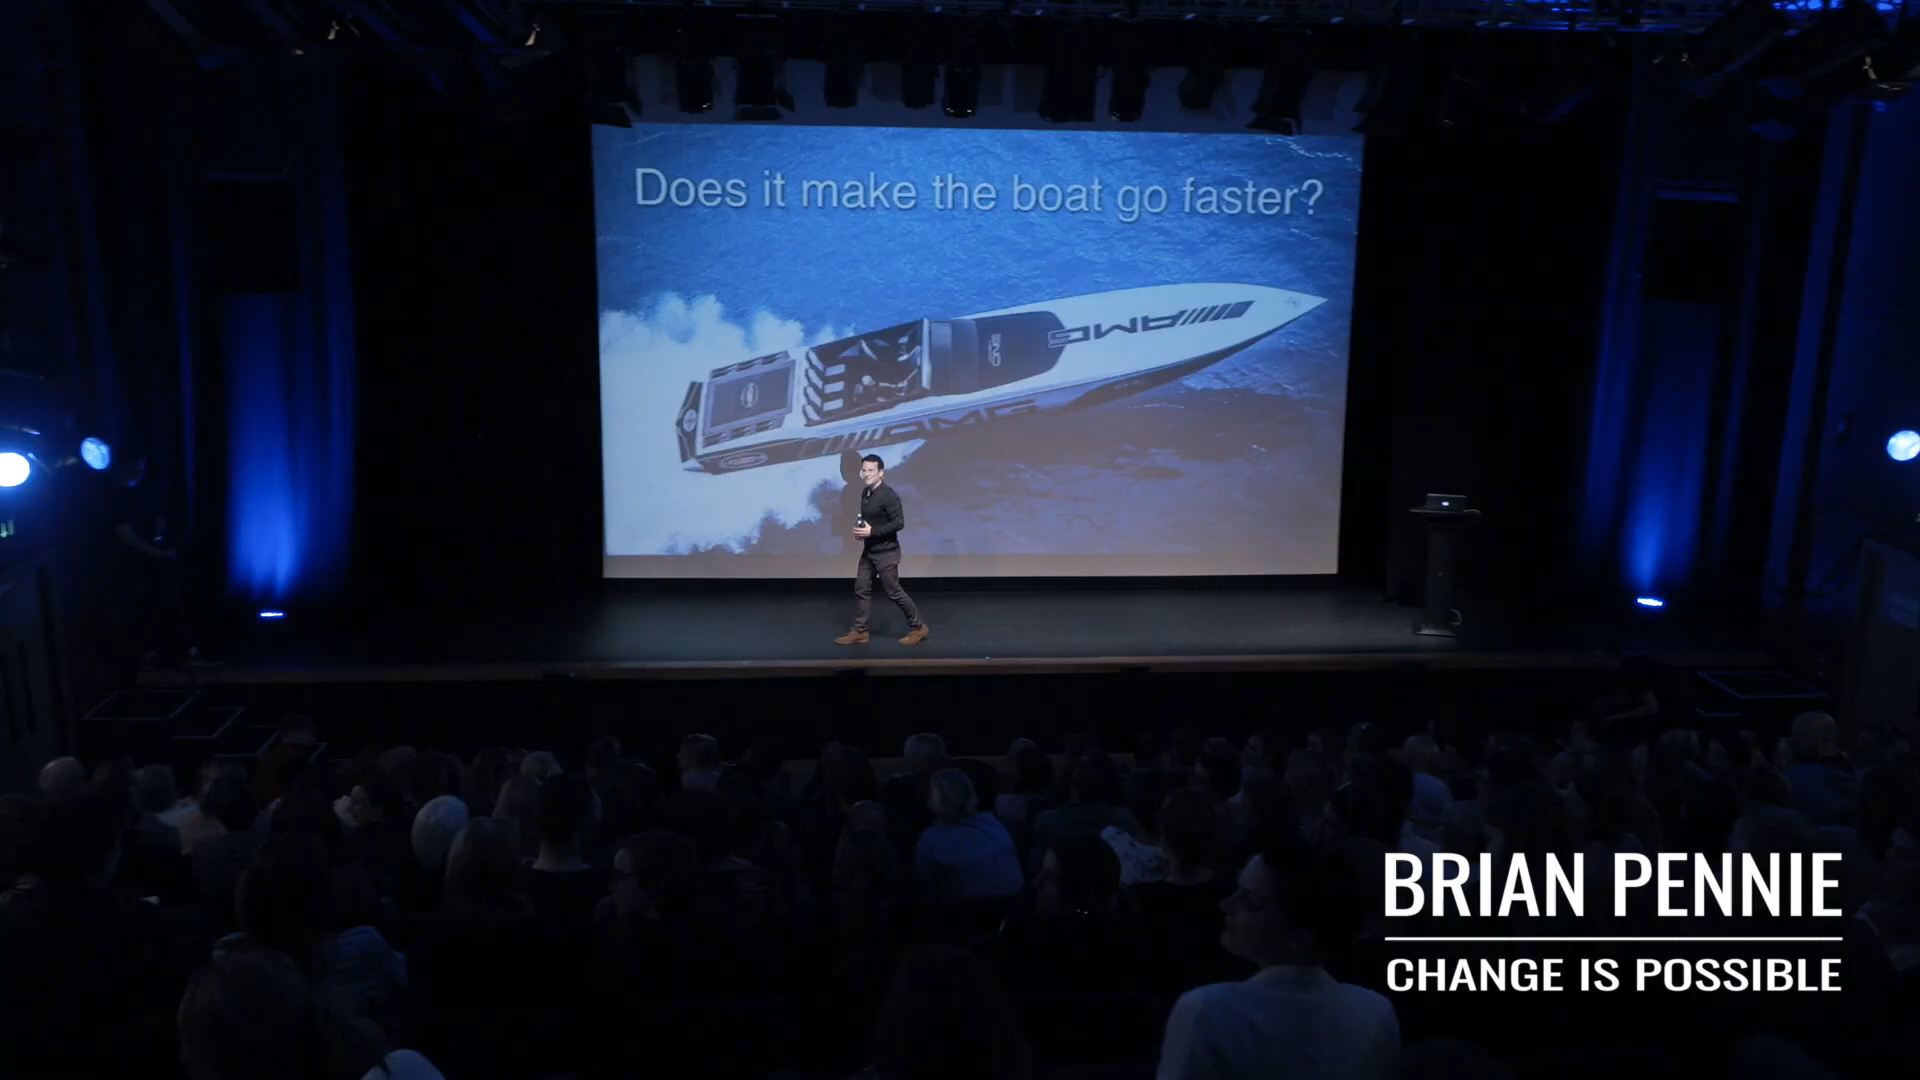 Does it make the boat go faster?
AMG
AMG
BRIAN PENNIE
CHANGE IS POSSIBLE